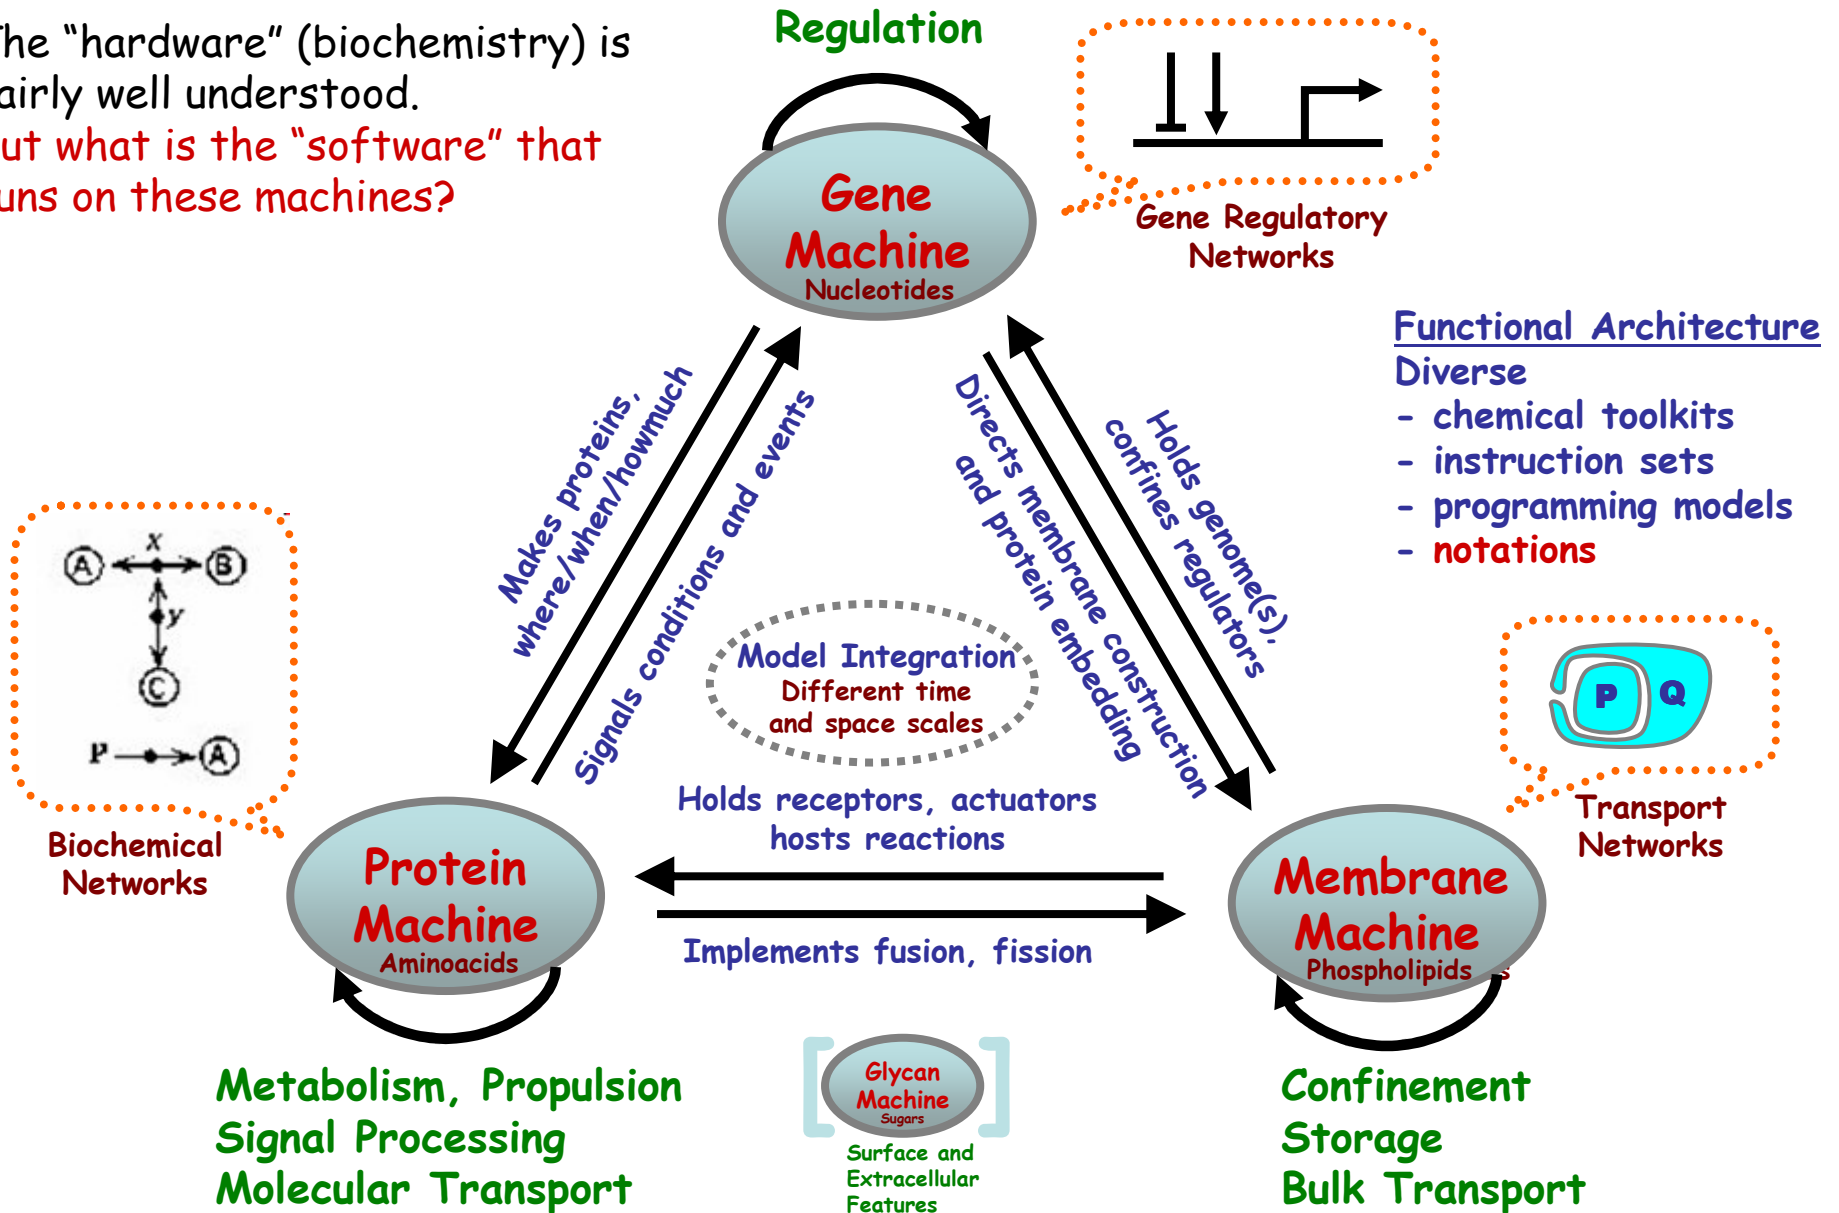 The “hardware” (biochemistry) is
fairly well understood.
But what is the “software” that
runs on these machines?
Regulation
Gene
Machine
Nucleotides
Gene Regulatory
Networks
Functional Architecture
Diverse
- chemical toolkits
- instruction sets
- programming models
- notations
Makes proteins,
where/when/howmuch
Signals conditions and events
Directs membrane construction
and protein embedding
Holds genome(s),
confines regulators
Model Integration
Different time
and space scales
A
x
B
y
C
P
A
Biochemical
Networks
P
Q
Transport
Networks
Holds receptors, actuators
hosts reactions
Implements fusion, fission
Protein
Machine
Aminoacids
Membrane
Machine
Phospholipids
Metabolism, Propulsion
Signal Processing
Molecular Transport
Glycan
Machine
Sugars
Surface and
Extracellular
Features
Confinement
Storage
Bulk Transport